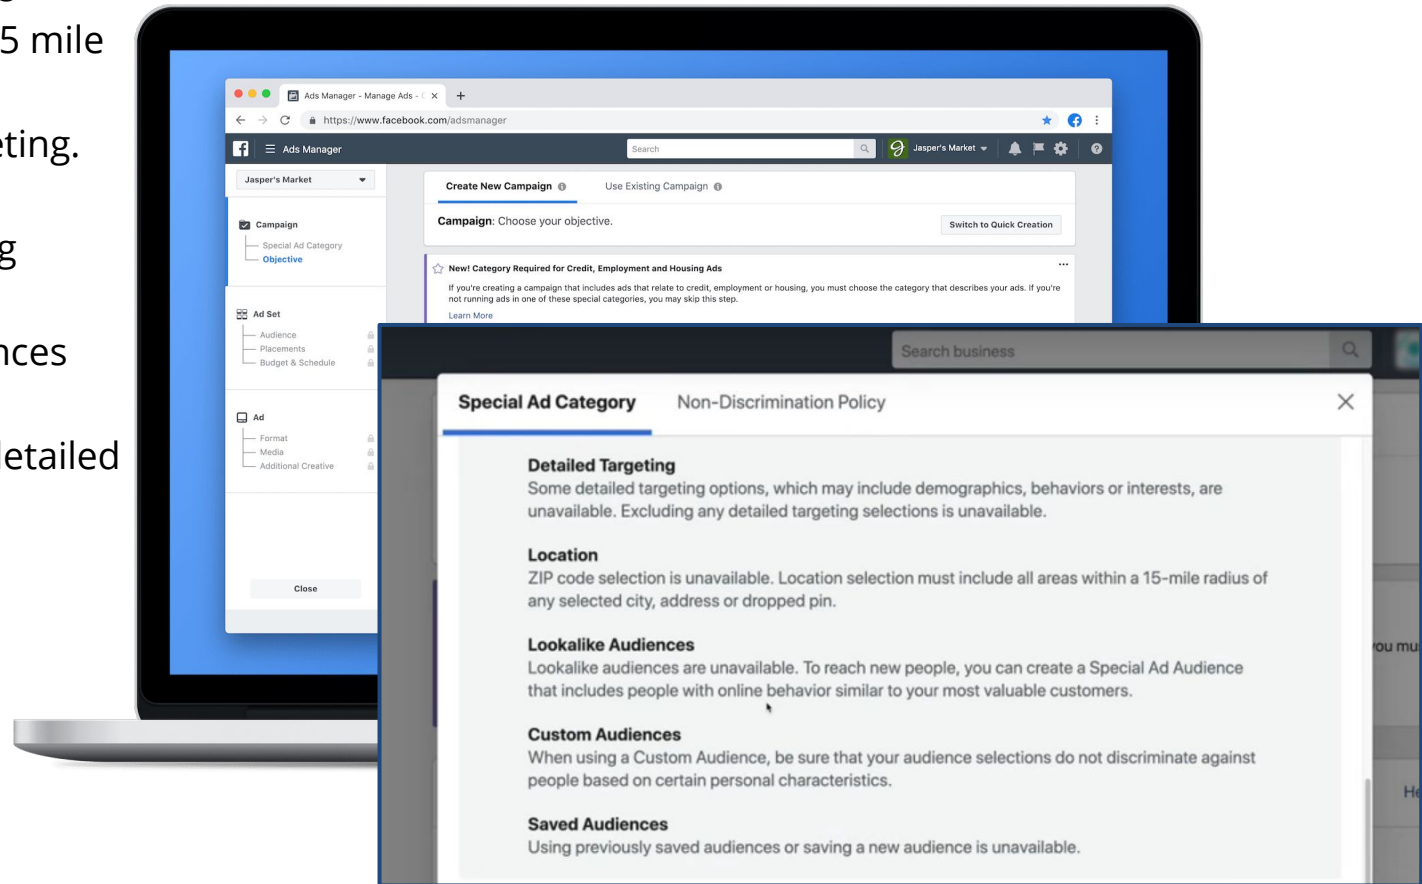 5 mile
eting.
g
nces
detailed
Ads Manager - Manage Ads - C
https://www.facebook.com/adsmanager
Ads Manager
Search
Jasper's Market
Jasper's Market
Create New Campaign
Use Existing Campaign
Campaign: Choose your objective.
Switch to Quick Creation
Campaign
Special Ad Category
Objective
New! Category Required for Credit, Employment and Housing Ads
If you're creating a campaign that includes ads that relate to credit, employment or housing, you must choose the category that describes your ads. If you're
not running ads in one of these special categories, you may skip this step.
Learn More
Ad Set
Audience
Placements
Budget & Schedule
Ad
Format
Media
Additional Creative
Close
Search business
Special Ad Category
Non-Discrimination Policy
Detailed Targeting
Some detailed targeting options, which may include demographics, behaviors or interests, are
unavailable. Excluding any detailed targeting selections is unavailable.
Location
ZIP code selection is unavailable. Location selection must include all areas within a 15-mile radius of
any selected city, address or dropped pin.
Lookalike Audiences
Lookalike audiences are unavailable. To reach new people, you can create a Special Ad Audience
that includes people with online behavior similar to your most valuable customers.
Custom Audiences
When using a Custom Audience, be sure that your audience selections do not discriminate against
people based on certain personal characteristics.
Saved Audiences
Using previously saved audiences or saving a new audience is unavailable.
you mu
He